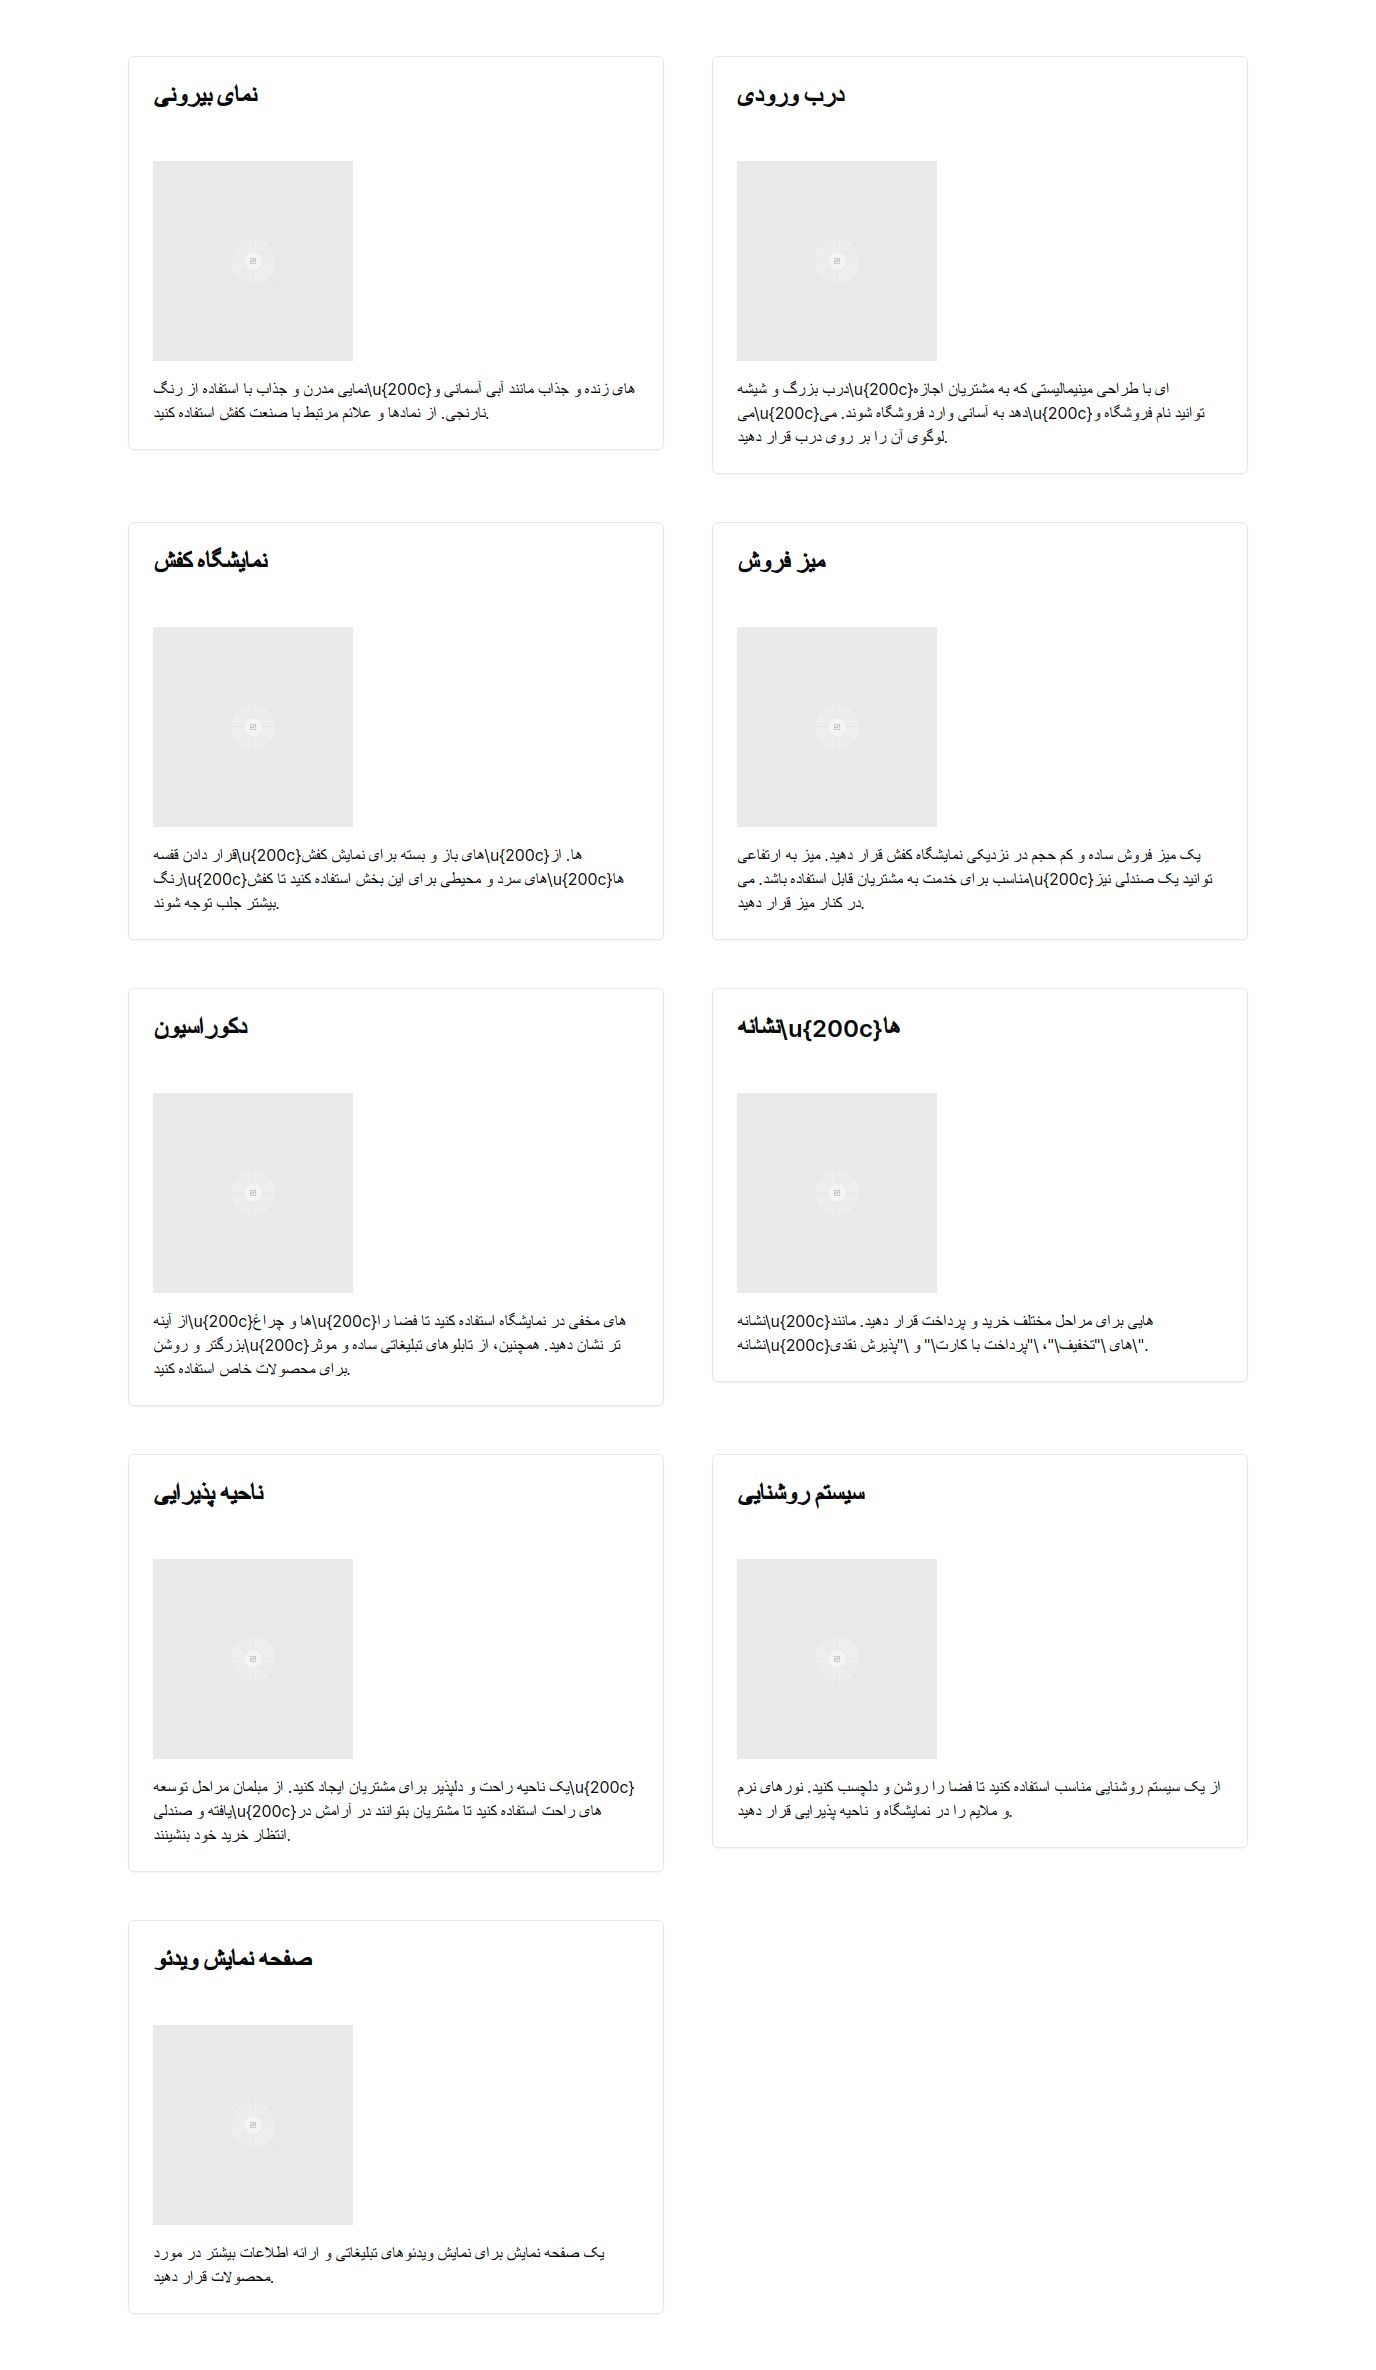 نمای بیرونی
نمایی مدرن و جذاب با استفاده از رنگ\u{200c}های زنده و جذاب مانند آبی آسمانی و
نارنجی. از نمادها و علائم مرتبط با صنعت کفش استفاده کنید.
درب ورودی
درب بزرگ و شیشه\u{200c}ای با طراحی مینیمالیستی که به مشتریان اجازه
می\u{200c}دهد به آسانی وارد فروشگاه شوند. می\u{200c}توانید نام فروشگاه و
لوگوی آن را بر روی درب قرار دهید.
نمایشگاه کفش
قرار دادن قفسه\u{200c}های باز و بسته برای نمایش کفش\u{200c}ها. از
رنگ\u{200c}های سرد و محیطی برای این بخش استفاده کنید تا کفش\u{200c}ها
بیشتر جلب توجه شوند.
میز فروش
یک میز فروش ساده و کم حجم در نزدیکی نمایشگاه کفش قرار دهید. میز به ارتفاعی
مناسب برای خدمت به مشتریان قابل استفاده باشد. می\u{200c}توانید یک صندلی نیز
در کنار میز قرار دهید.
دکوراسیون
از آینه\u{200c}ها و چراغ\u{200c}های مخفی در نمایشگاه استفاده کنید تا فضا را
بزرگتر و روشن\u{200c}تر نشان دهید. همچنین، از تابلوهای تبلیغاتی ساده و موثر
برای محصولات خاص استفاده کنید.
نشانه\u{200c}ها
نشانه\u{200c}هایی برای مراحل مختلف خرید و پرداخت قرار دهید. مانند
نشانه\u{200c}های \"تخفیف\"، \"پرداخت با کارت\" و \"پذیرش نقدی\".
ناحیه پذیرایی
یک ناحیه راحت و دلپذیر برای مشتریان ایجاد کنید. از مبلمان مراحل توسعه\u{200c}
یافته و صندلی\u{200c}های راحت استفاده کنید تا مشتریان بتوانند در آرامش در
انتظار خرید خود بنشینند.
سیستم روشنایی
از یک سیستم روشنایی مناسب استفاده کنید تا فضا را روشن و دلچسب کنید. نورهای نرم
و ملایم را در نمایشگاه و ناحیه پذیرایی قرار دهید.
صفحه نمایش ویدئو
یک صفحه نمایش برای نمایش ویدئوهای تبلیغاتی و ارائه اطلاعات بیشتر در مورد
محصولات قرار دهید.